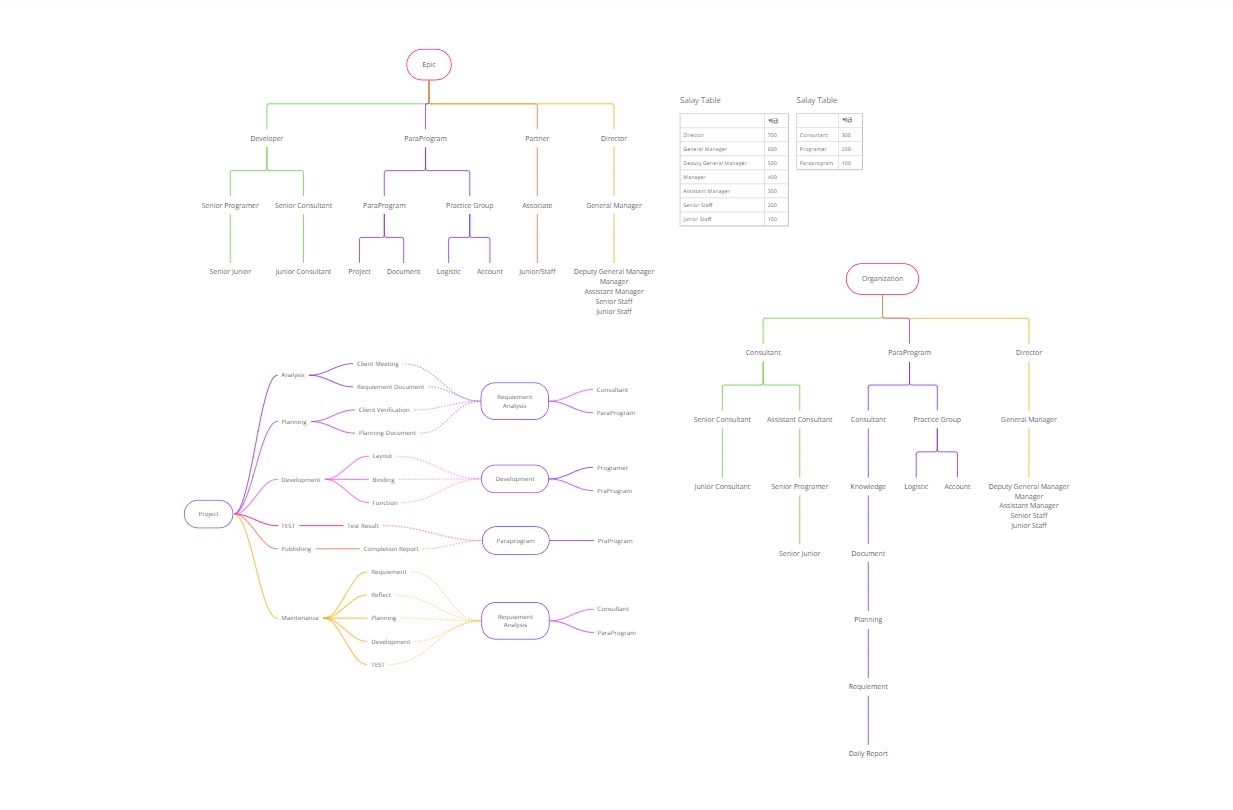 Epic
Developer
ParaProgram
Partner
Director
Senior Programer
Senior Consultant
ParaProgram
Practice Group
Associate
General Manager
Senior Junior
Junior Consultant
Project
Document
Logistic
Account
Junior/Staff
Deputy General Manager
Manager
Assistant Manager
Senior Staff
Junior Staff
Salay Table
Director 700
General Manager 600
Deputy General Manager 500
Manager 400
Assistant Manager 300
Senior Staff 200
Junior Staff 100
Salay Table
Consultant 300
Programer 200
Paraprogram 100
Organization
Consultant
ParaProgram
Director
Senior Consultant
Assistant Consultant
Consultant
Practice Group
General Manager
Junior Consultant
Senior Programer
Knowledge
Logistic
Account
Deputy General Manager
Manager
Assistant Manager
Senior Staff
Junior Staff
Senior Junior
Document
Planning
Requiement
Daily Report
Project
Analysis
Client Meeting
Requiement Document
Planning
Client Verification
Planning Document
Requiement
Analysis
Consultant
ParaProgram
Development
Layout
Binding
Function
Development
Programer
PraProgram
TEST
Test Result
Publishing
Completion Report
Paraprogram
PraProgram
Maintenance
Requiement
Reflect
Planning
Development
TEST
Requiement
Analysis
Consultant
ParaProgram